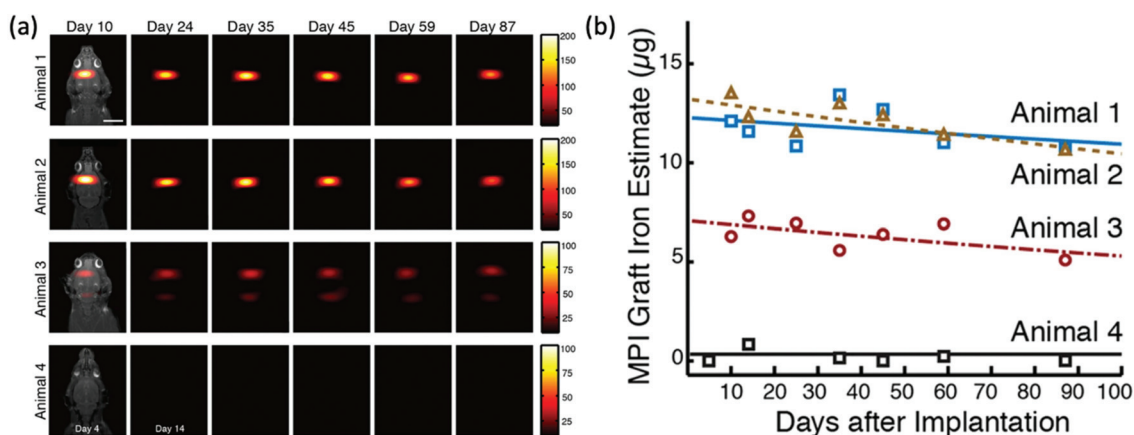 (a)
Day 10 Day 24 Day 35 Day 45 Day 59 Day 87
Animal 1
200
150
100
50
Animal 2
200
150
100
50
Animal 3
100
75
50
25
Animal 4
100
75
50
25
Day 4 Day 14
(b)
MPI Graft Iron Estimate (µg)
15
10
5
0
Animal 1
Animal 2
Animal 3
Animal 4
10 20 30 40 50 60 70 80 90 100
Days after Implantation